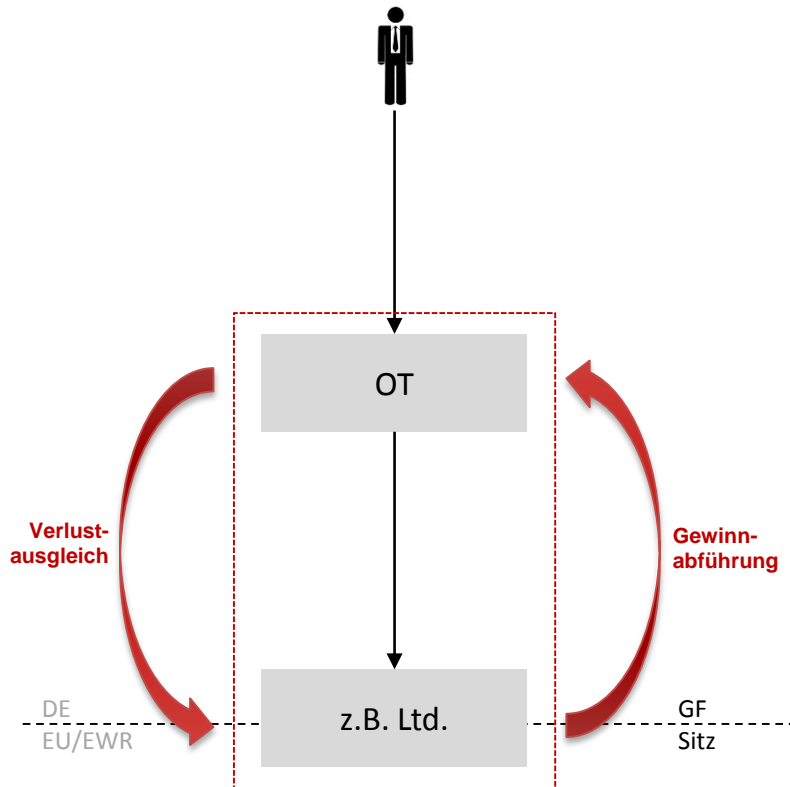 OT
Verlust-
ausgleich
Gewinn-
abführung
DE
z.B. Ltd.
GF
EU/EWR
Sitz